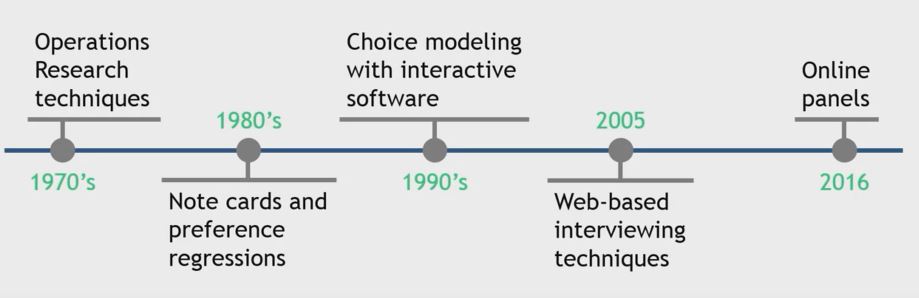 Operations
Research
techniques
1970's
1980's
Note cards and
preference
regressions
Choice modeling
with interactive
software
1990's
2005
Web-based
interviewing
techniques
Online
panels
2016